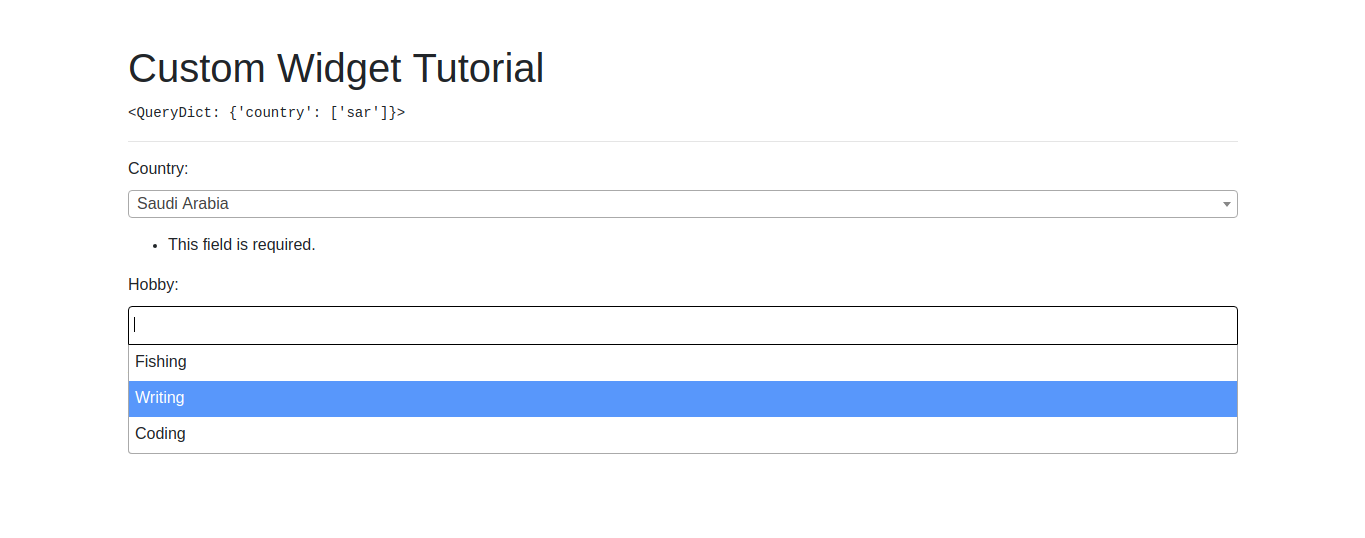 Custom Widget Tutorial
<QueryDict: {'country': ['sar']}>
Country:
Saudi Arabia
• This field is required.
Hobby:
Fishing
Writing
Coding